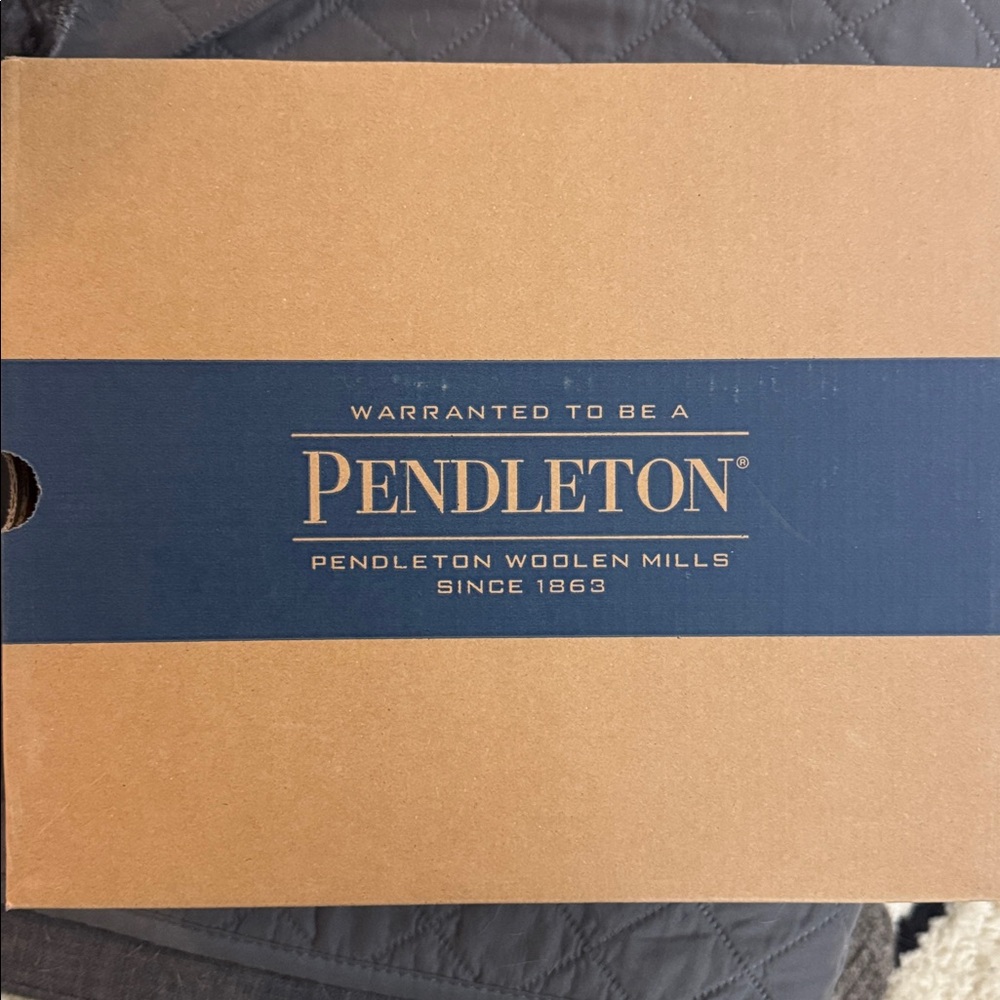 WARRANTED TO BE A
PENDLETON®
PENDLETON WOOLEN MILLS
SINCE 1863